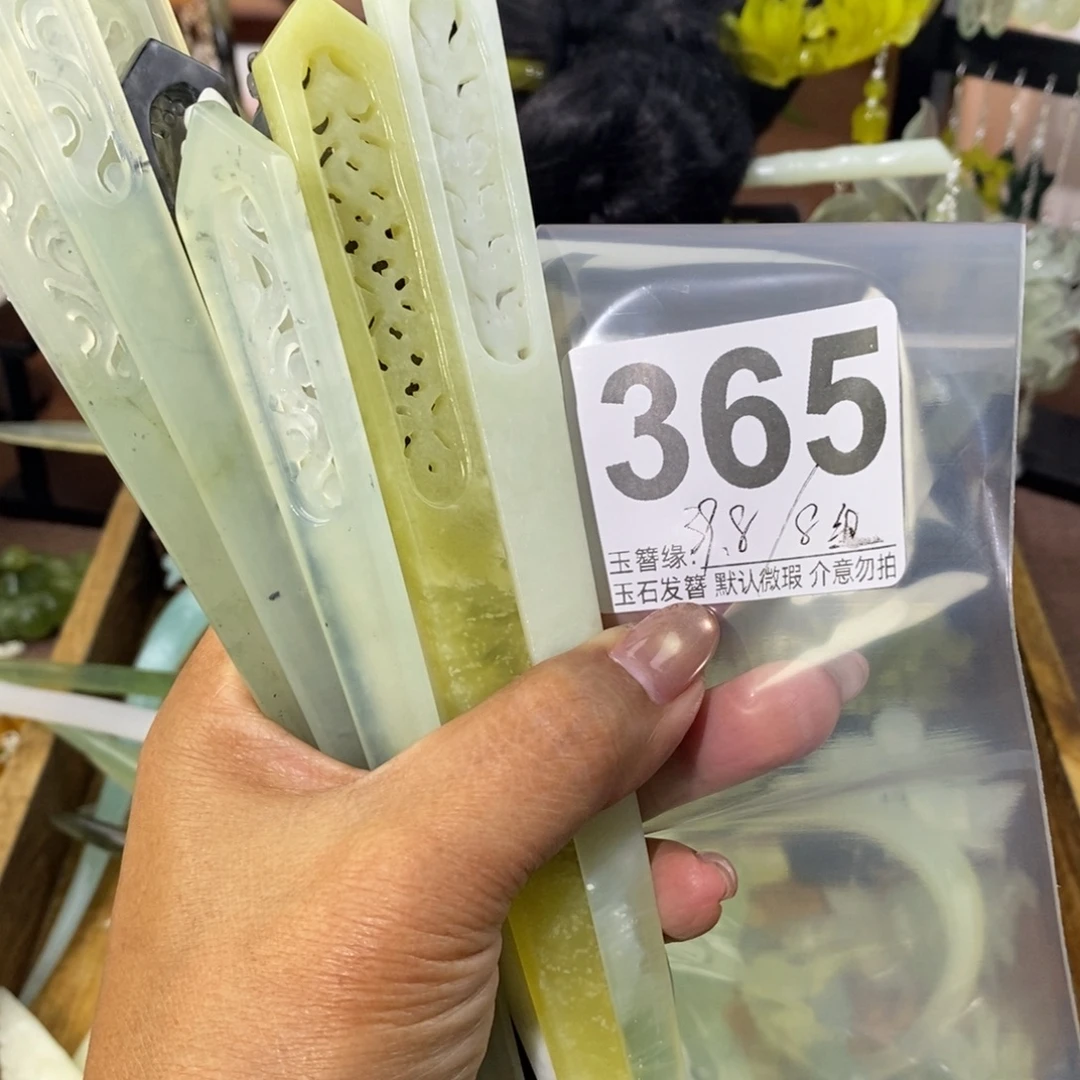 365
39.8/8组
玉簪缘:
玉石发簪 默认微瑕 介意勿拍